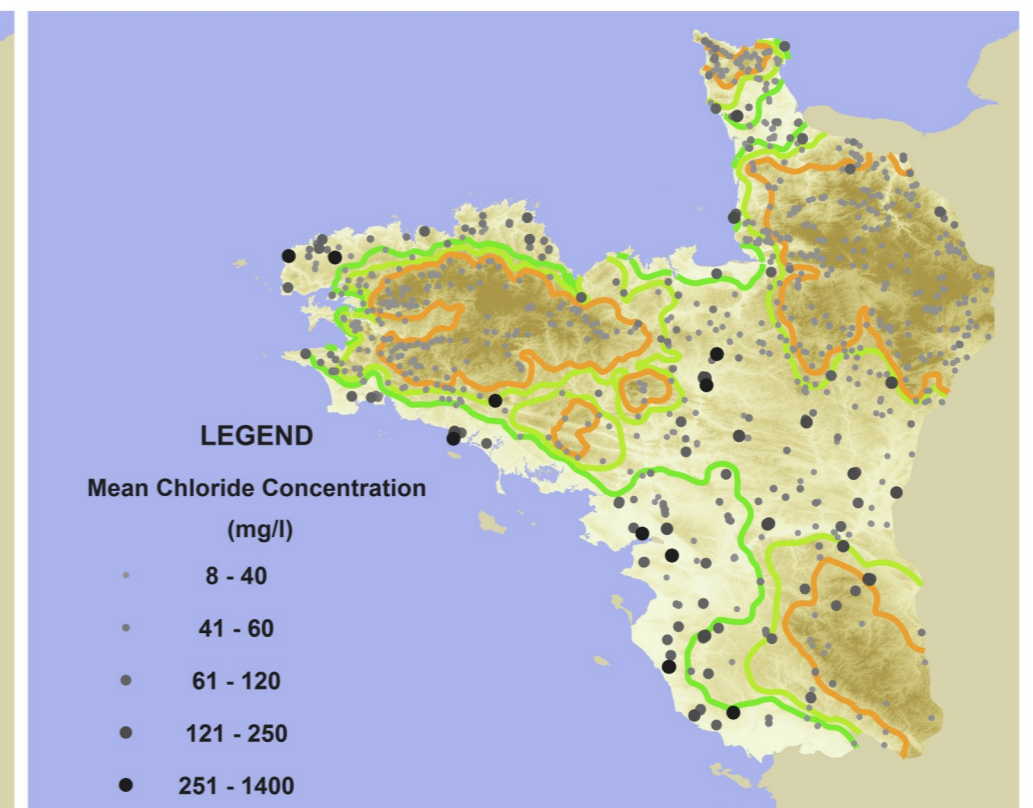 LEGEND
Mean Chloride Concentration
(mg/l)
8 - 40
41 - 60
61 - 120
121 - 250
251 - 1400